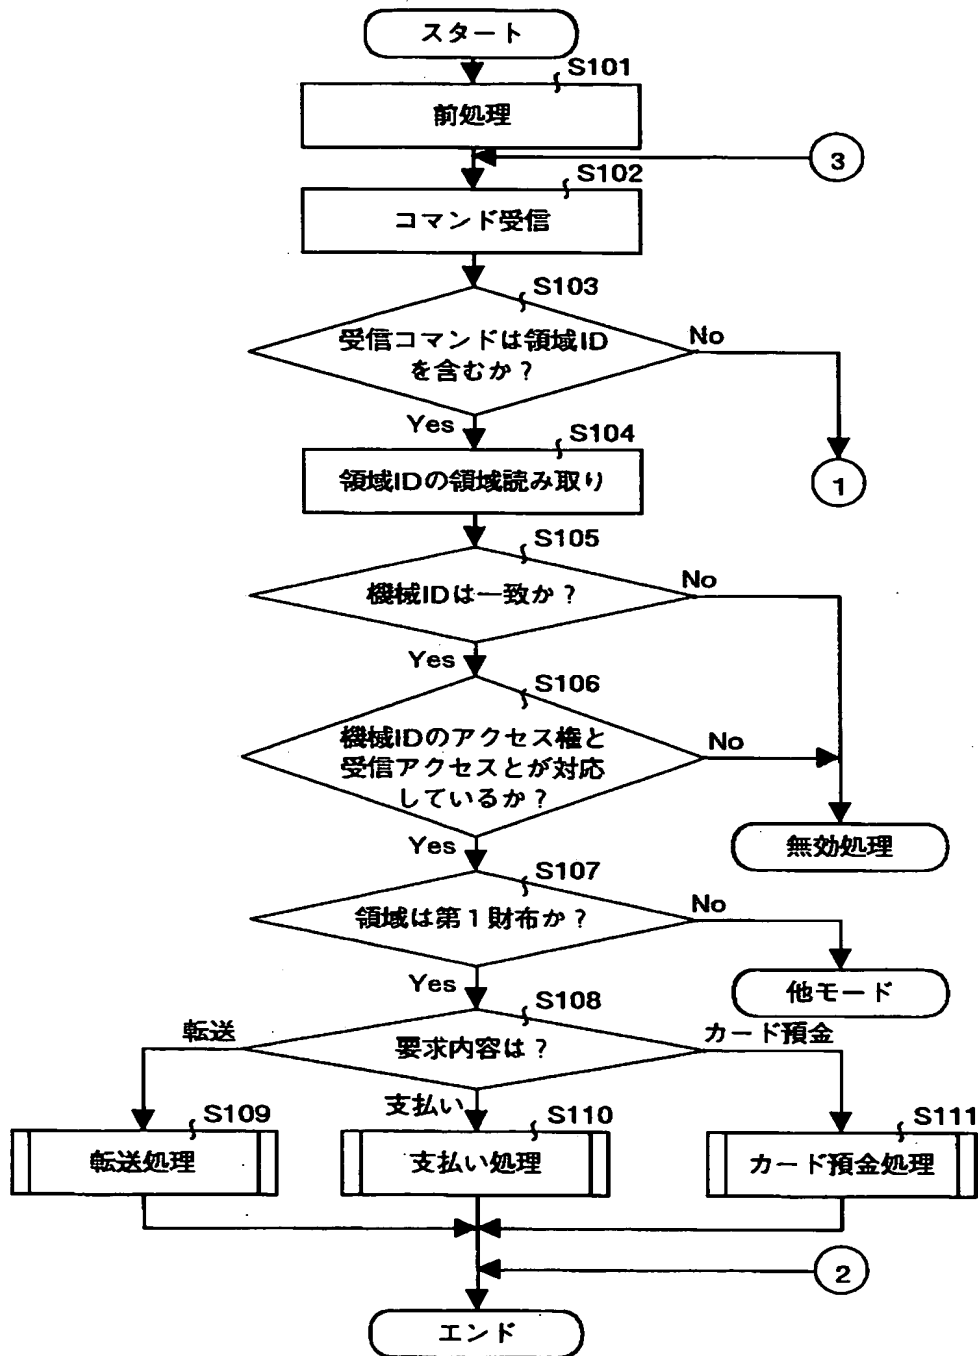 スタート
S101
前処理
3
S102
コマンド受信
S103
受信コマンドは領域ID
を含むか？
No
Yes
S104
領域IDの領域読み取り
1
S105
機械IDは一致か？
No
Yes
S106
機械IDのアクセス権と
受信アクセスとが対応
しているか？
No
無効処理
Yes
S107
領域は第1財布か？
No
他モード
Yes
S108
要求内容は？
転送
カード預金
支払い
S109
転送処理
S110
支払い処理
S111
カード預金処理
2
エンド